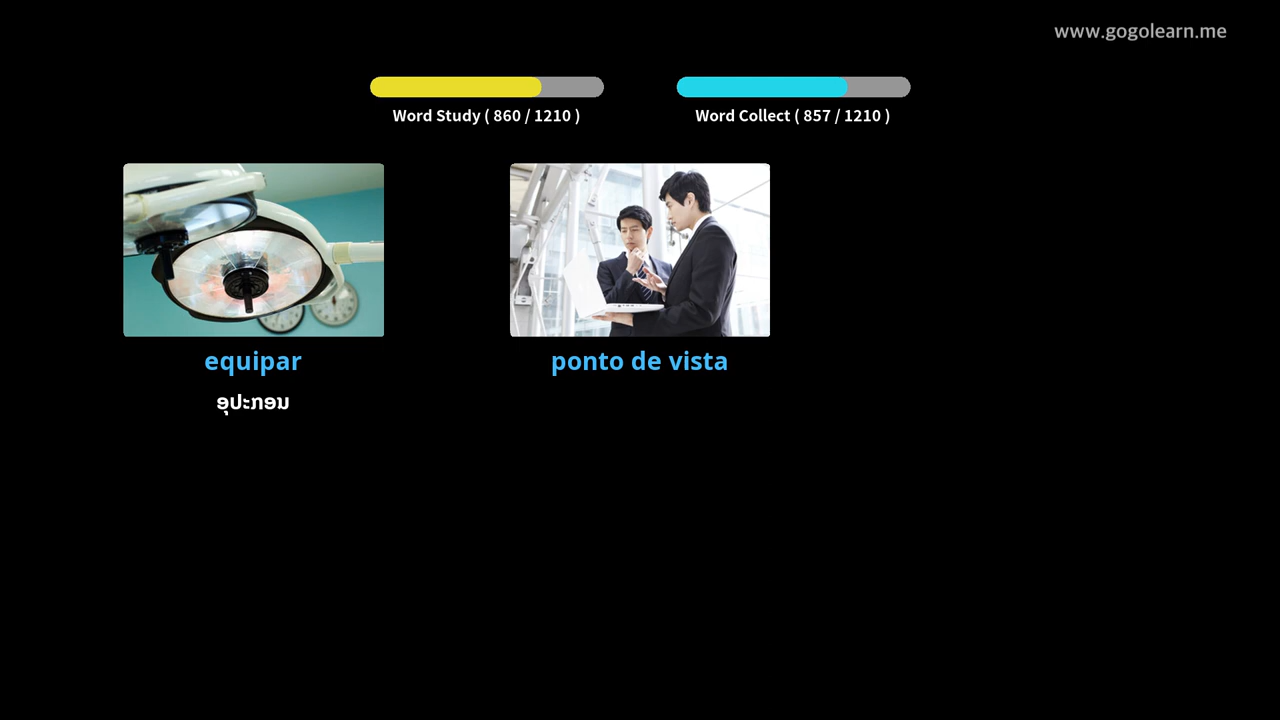 www.gogolearn.me
Word Study ( 860 / 1210 )
Word Collect ( 857 / 1210 )
equipar
ponto de vista
ອຸປະກອນ